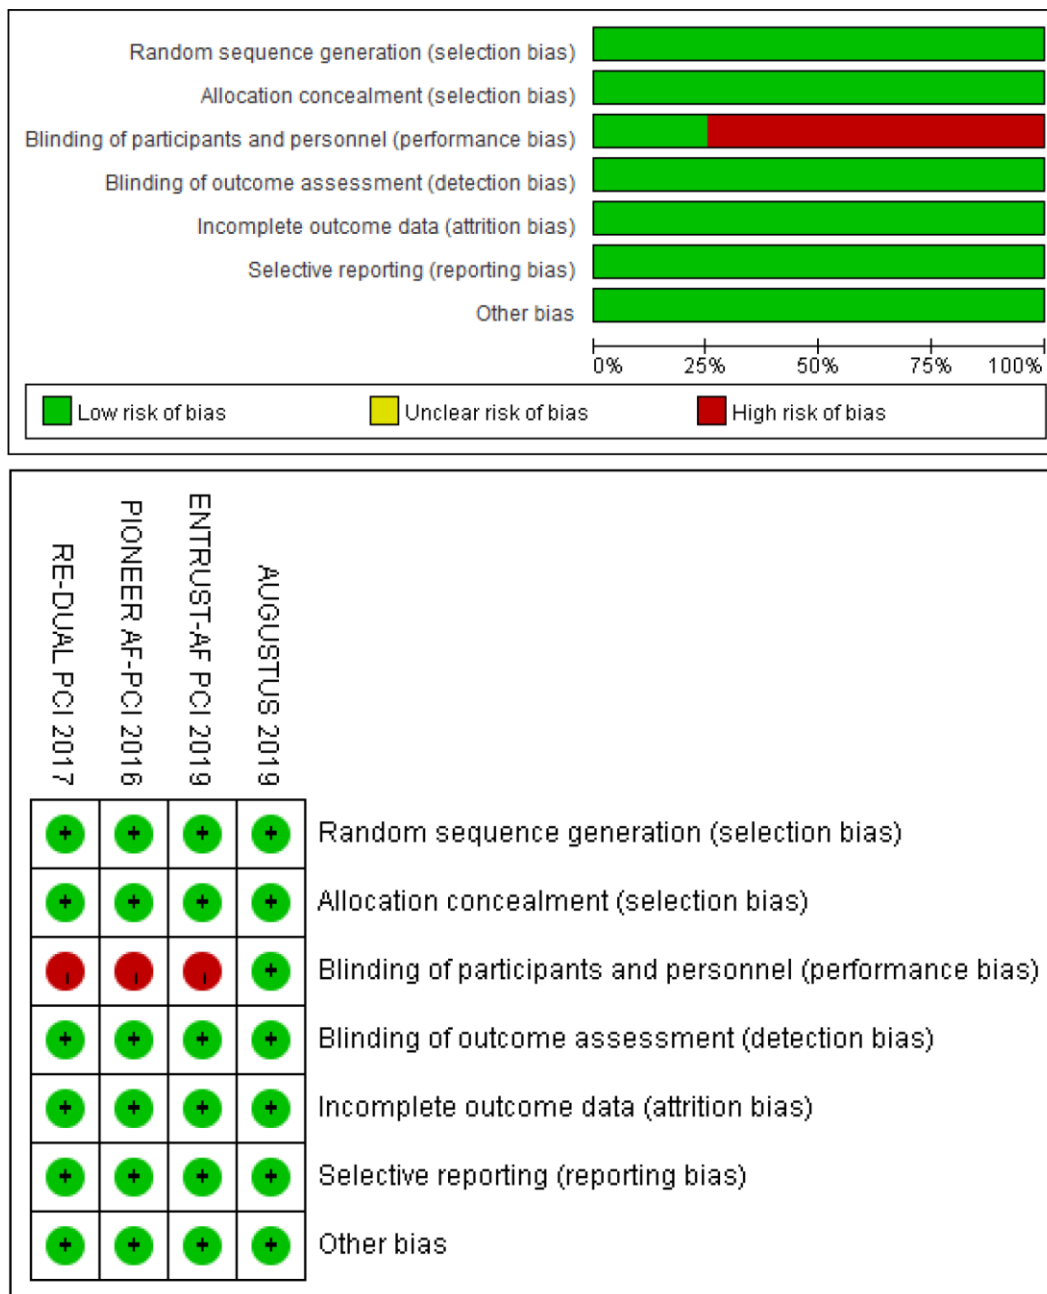 Random sequence generation (selection bias)
Allocation concealment (selection bias)
Blinding of participants and personnel (performance bias)
Blinding of outcome assessment (detection bias)
Incomplete outcome data (attrition bias)
Selective reporting (reporting bias)
Other bias
0% 25% 50% 75% 100%
Low risk of bias Unclear risk of bias High risk of bias
RE-DUAL PCI 2017
PIONEER AF-PCI 2016
ENTRUST-AF PCI 2019
AUGUSTUS 2019
+ + + + Random sequence generation (selection bias)
+ + + + Allocation concealment (selection bias)
- - - + Blinding of participants and personnel (performance bias)
+ + + + Blinding of outcome assessment (detection bias)
+ + + + Incomplete outcome data (attrition bias)
+ + + + Selective reporting (reporting bias)
+ + + + Other bias